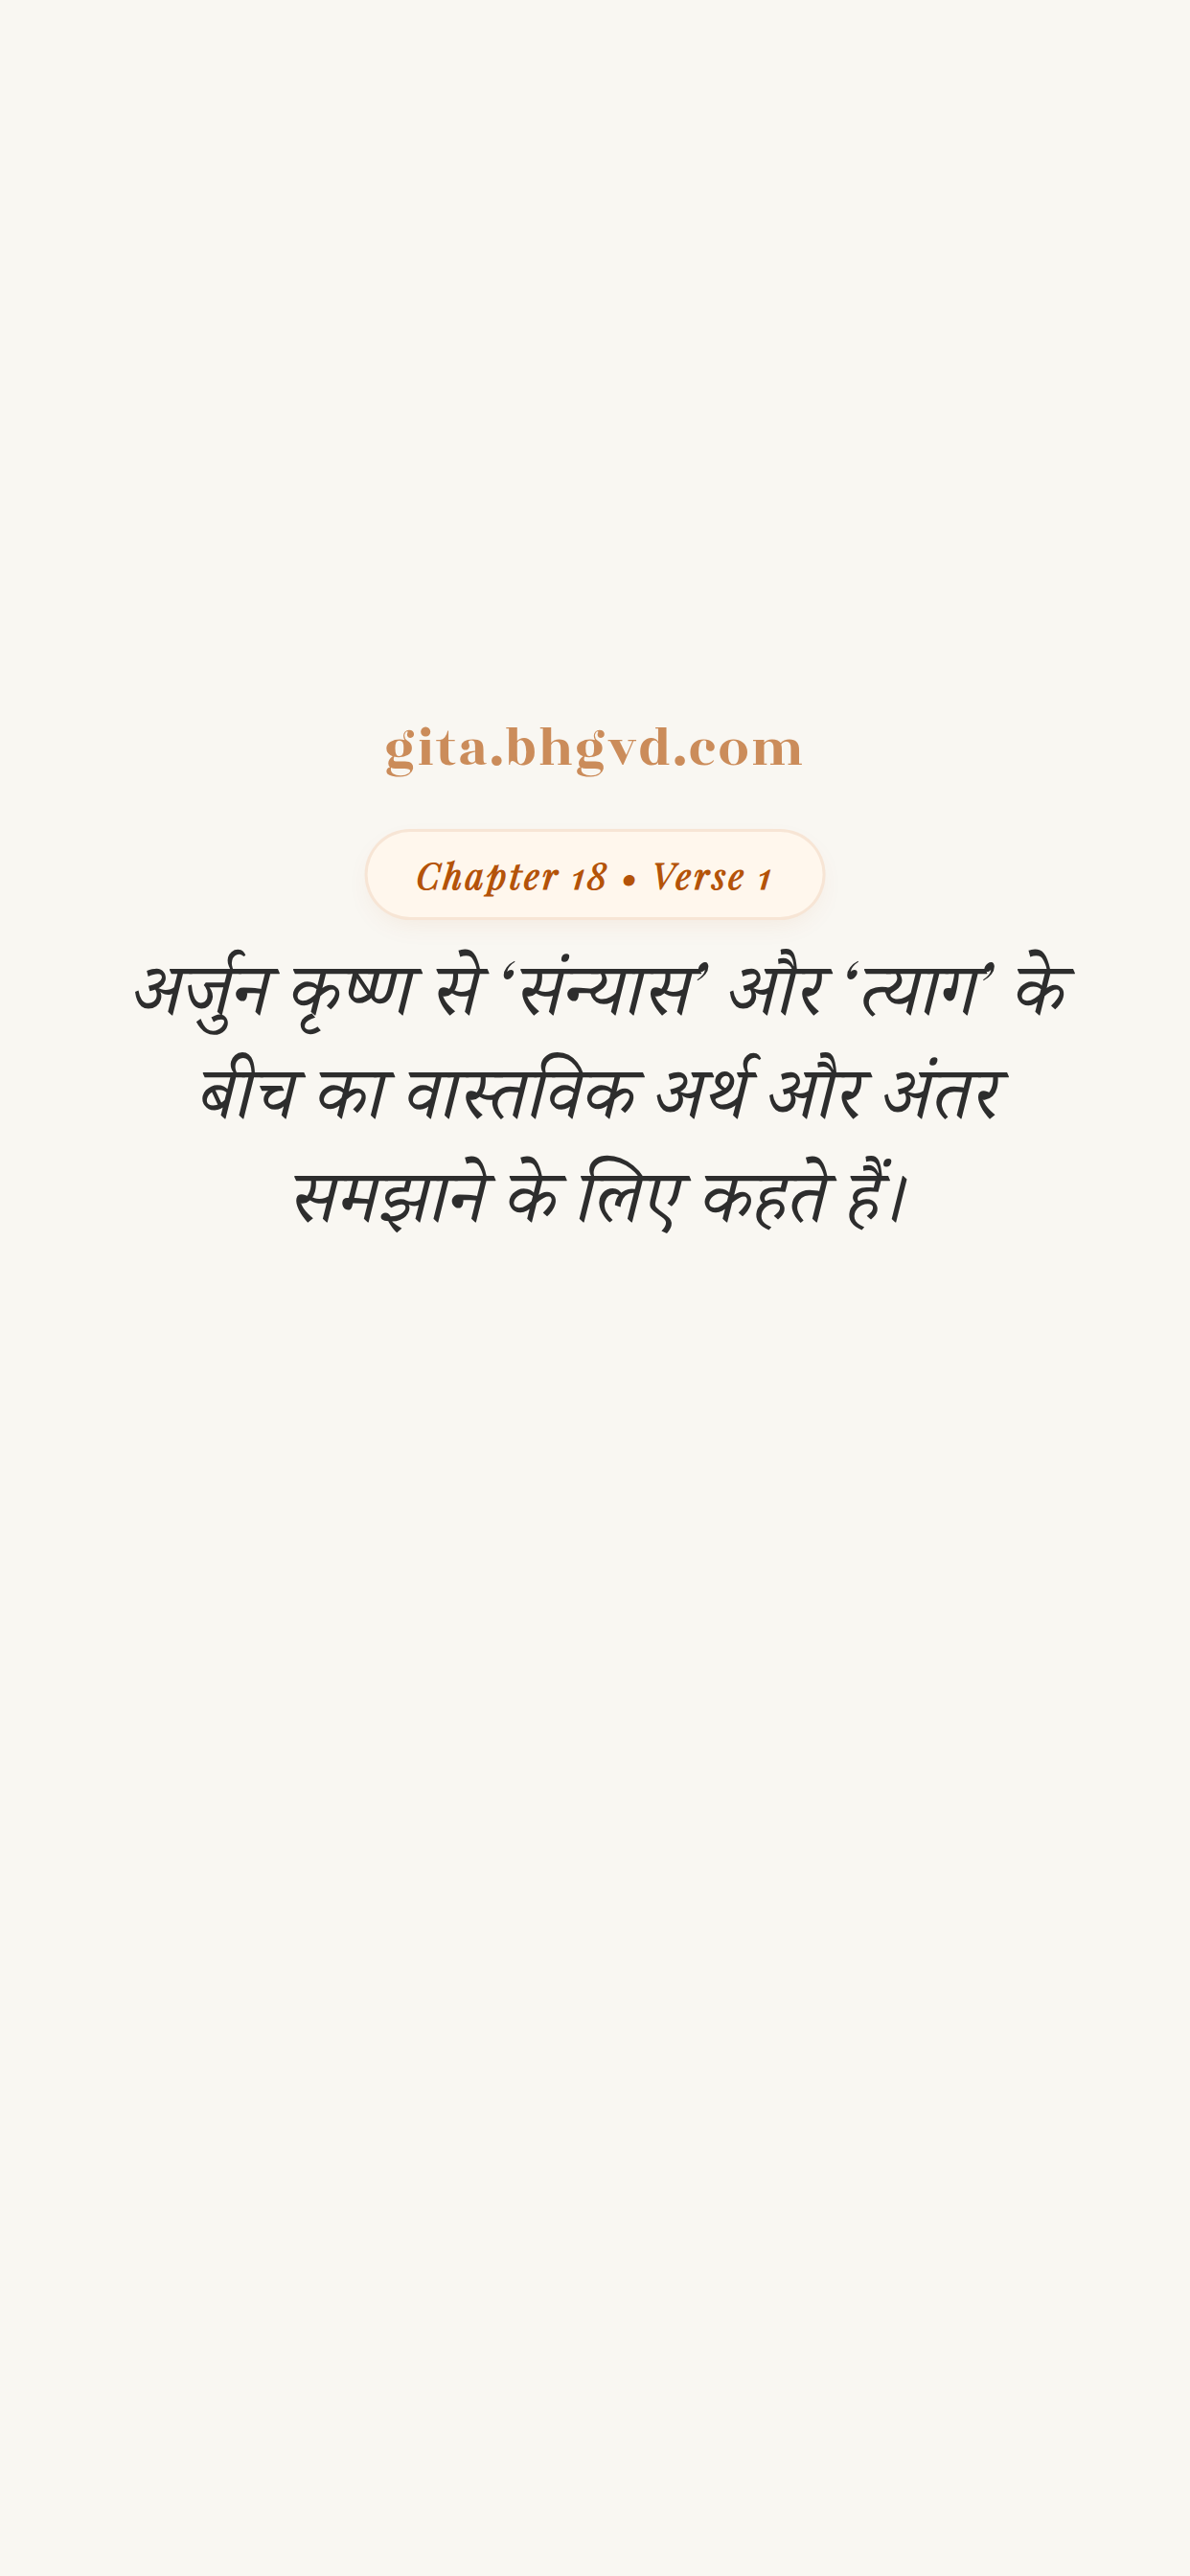 gita.bhgvd.com
Chapter 18 • Verse 1
अर्जुन कृष्ण से ‘संन्यास’ और ‘त्याग’ के
बीच का वास्तविक अर्थ और अंतर
समझाने के लिए कहते हैं।